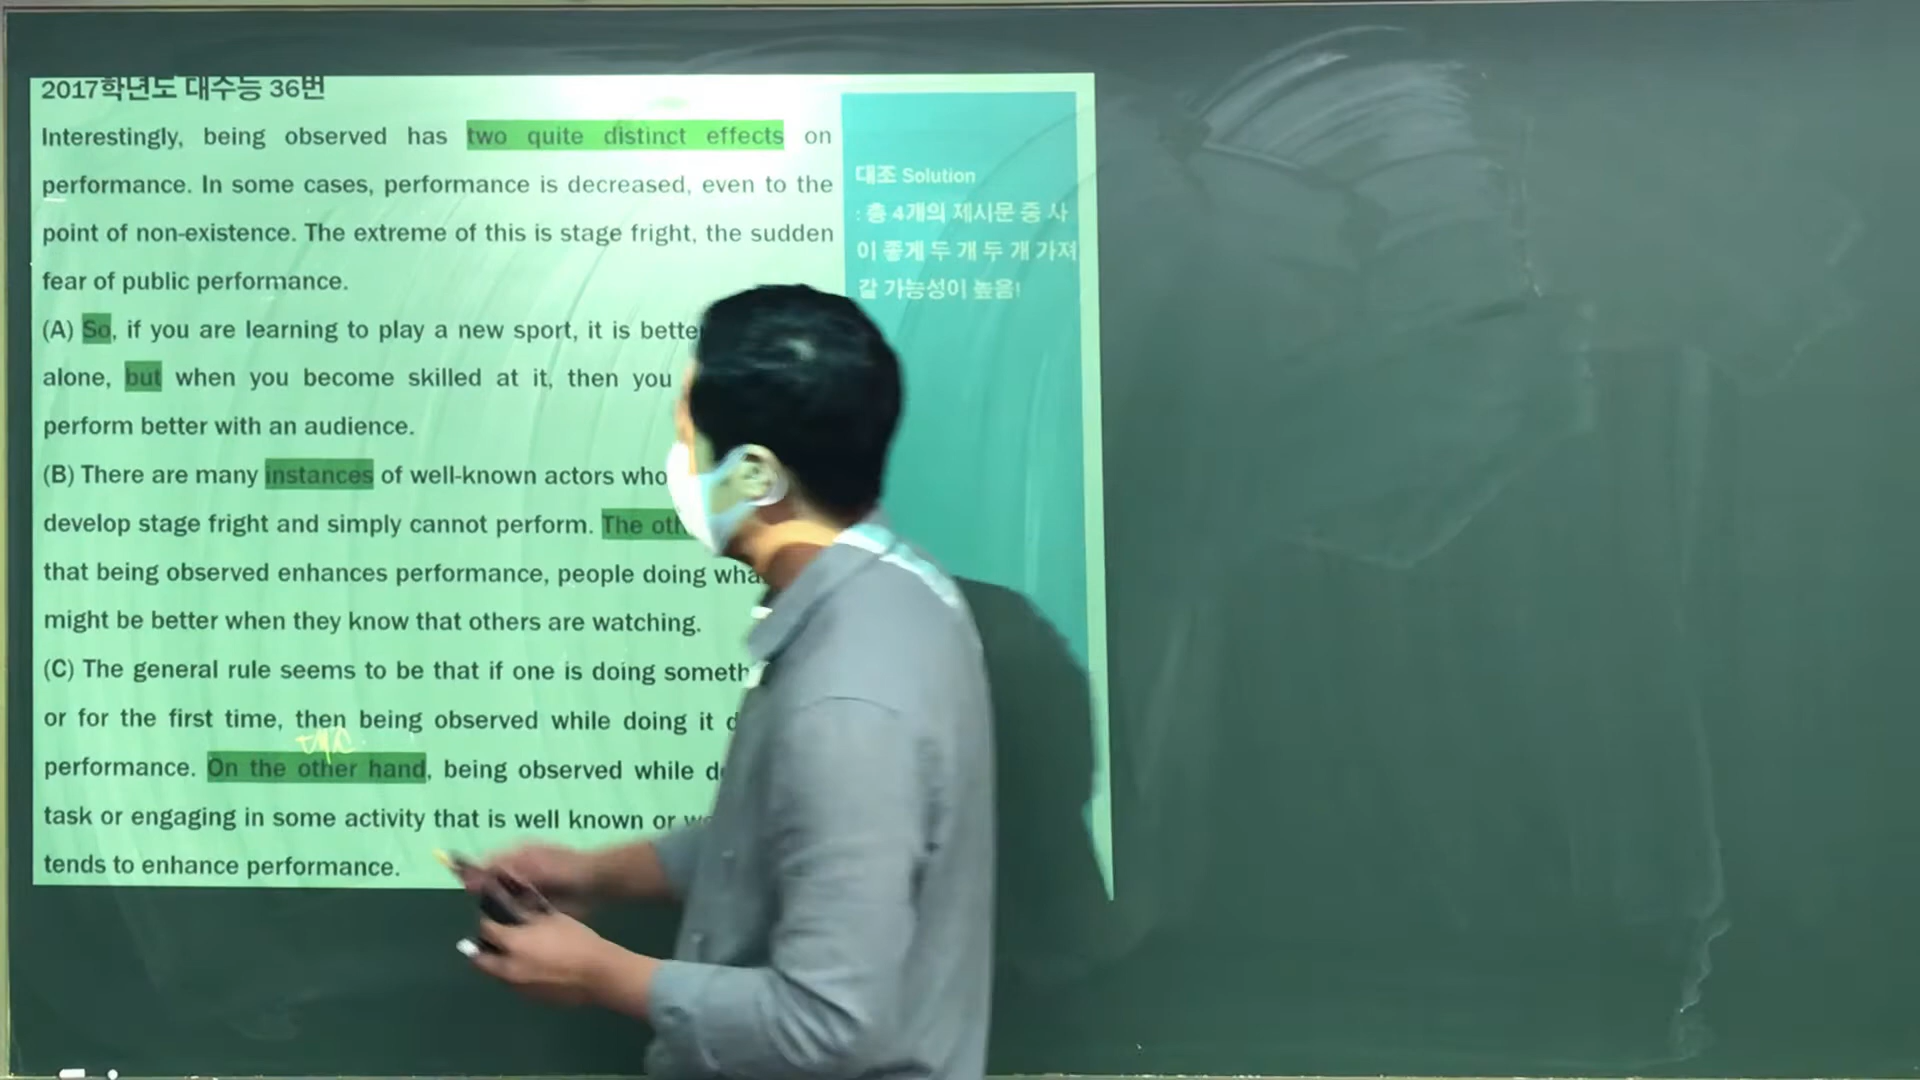 2017학년도 대수능 36번
Interestingly, being observed has two quite distinct effects on
performance. In some cases, performance is decreased, even to the
point of non-existence. The extreme of this is stage fright, the sudden
fear of public performance.
(A) So, if you are learning to play a new sport, it is
alone, but when you become skilled at it, then you
perform better with an audience.
(B) There are many instances of well-known actors who
develop stage fright and simply cannot perform. The
that being observed enhances performance, people doing
might be better when they know that others are watching.
(C) The general rule seems to be that if one is doing
or for the first time, then being observed while doing it
performance. On the other hand, being observed while
task or engaging in some activity that is well known or
tends to enhance performance.
대조 Solution
: 총 4개의 제시문 중 사
이 좋게 두 개 두 개 가져
갈 가능성이 높음!